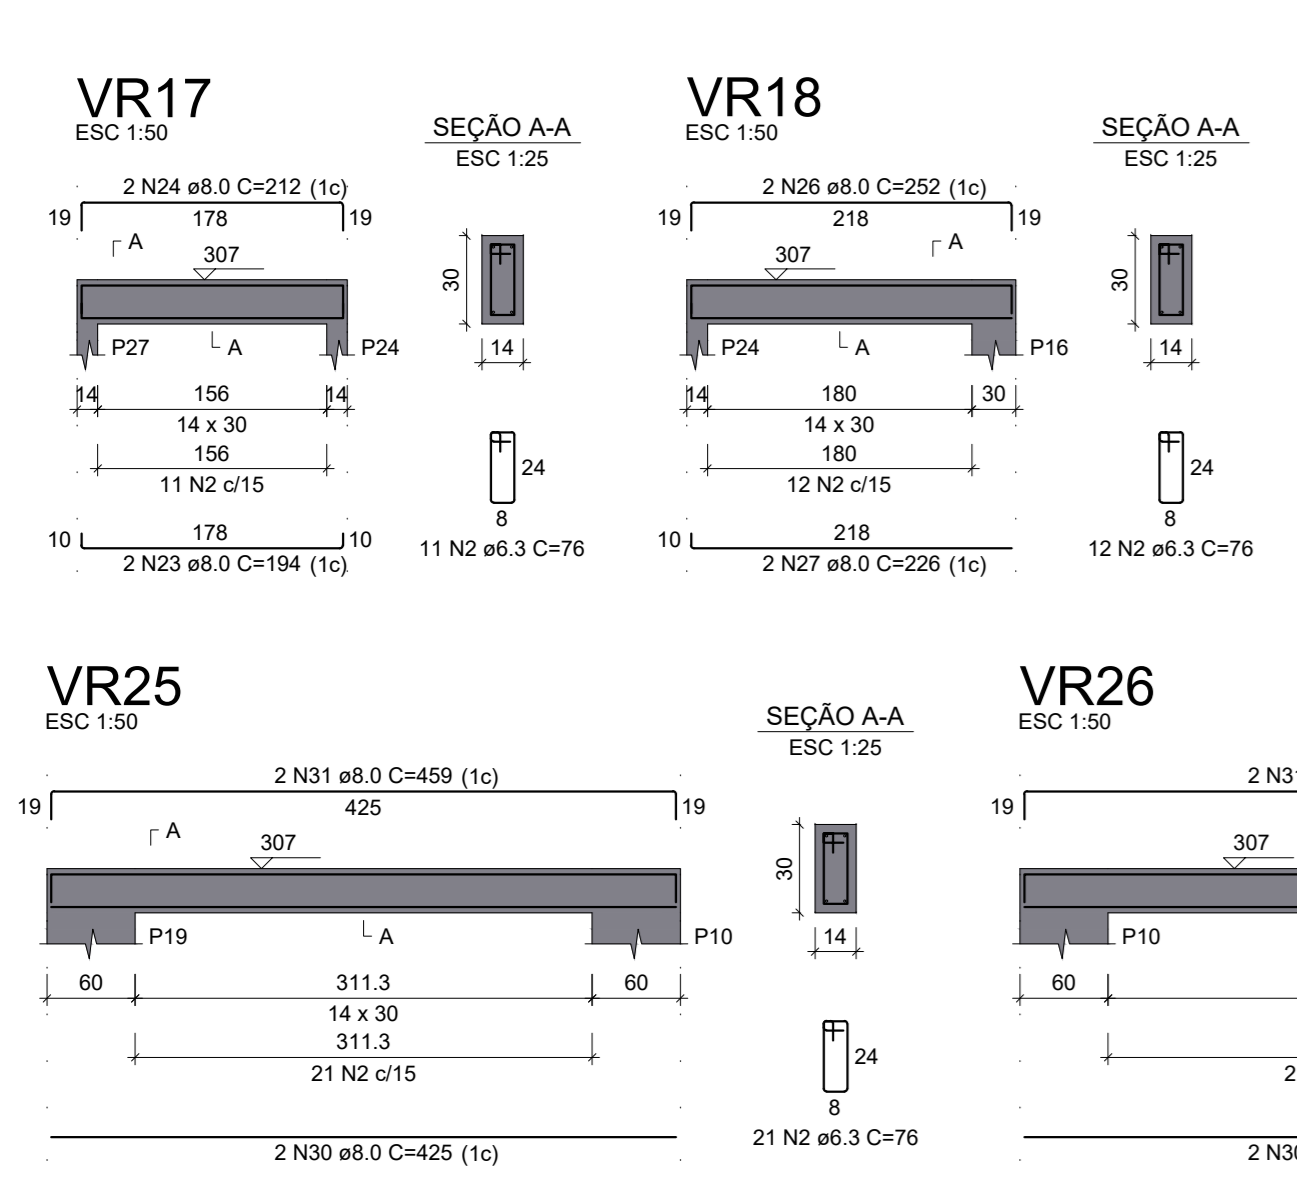 VR17
ESC 1:50
SEÇÃO A-A
ESC 1:25
2 N24 ø8.0 C=212 (1c)
19 178 19
A
307
30
P27 A P24
14
14 156 14
14 x 30
156
11 N2 c/15
24
8
10 178 10
2 N23 ø8.0 C=194 (1c)
11 N2 ø6.3 C=76
VR18
ESC 1:50
SEÇÃO A-A
ESC 1:25
2 N26 ø8.0 C=252 (1c)
19 218 19
A
307
30
P24 A P16
14
14 180 30
14 x 30
180
12 N2 c/15
24
8
10 218
2 N27 ø8.0 C=226 (1c)
12 N2 ø6.3 C=76
VR25
ESC 1:50
SEÇÃO A-A
ESC 1:25
2 N31 ø8.0 C=459 (1c)
19 425 19
A
307
30
P19 A P10
14
60 311.3 60
14 x 30
311.3
21 N2 c/15
24
8
21 N2 ø6.3 C=76
2 N30 ø8.0 C=425 (1c)
VR26
ESC 1:50
2 N31
19
307
P10
60
2
2 N30